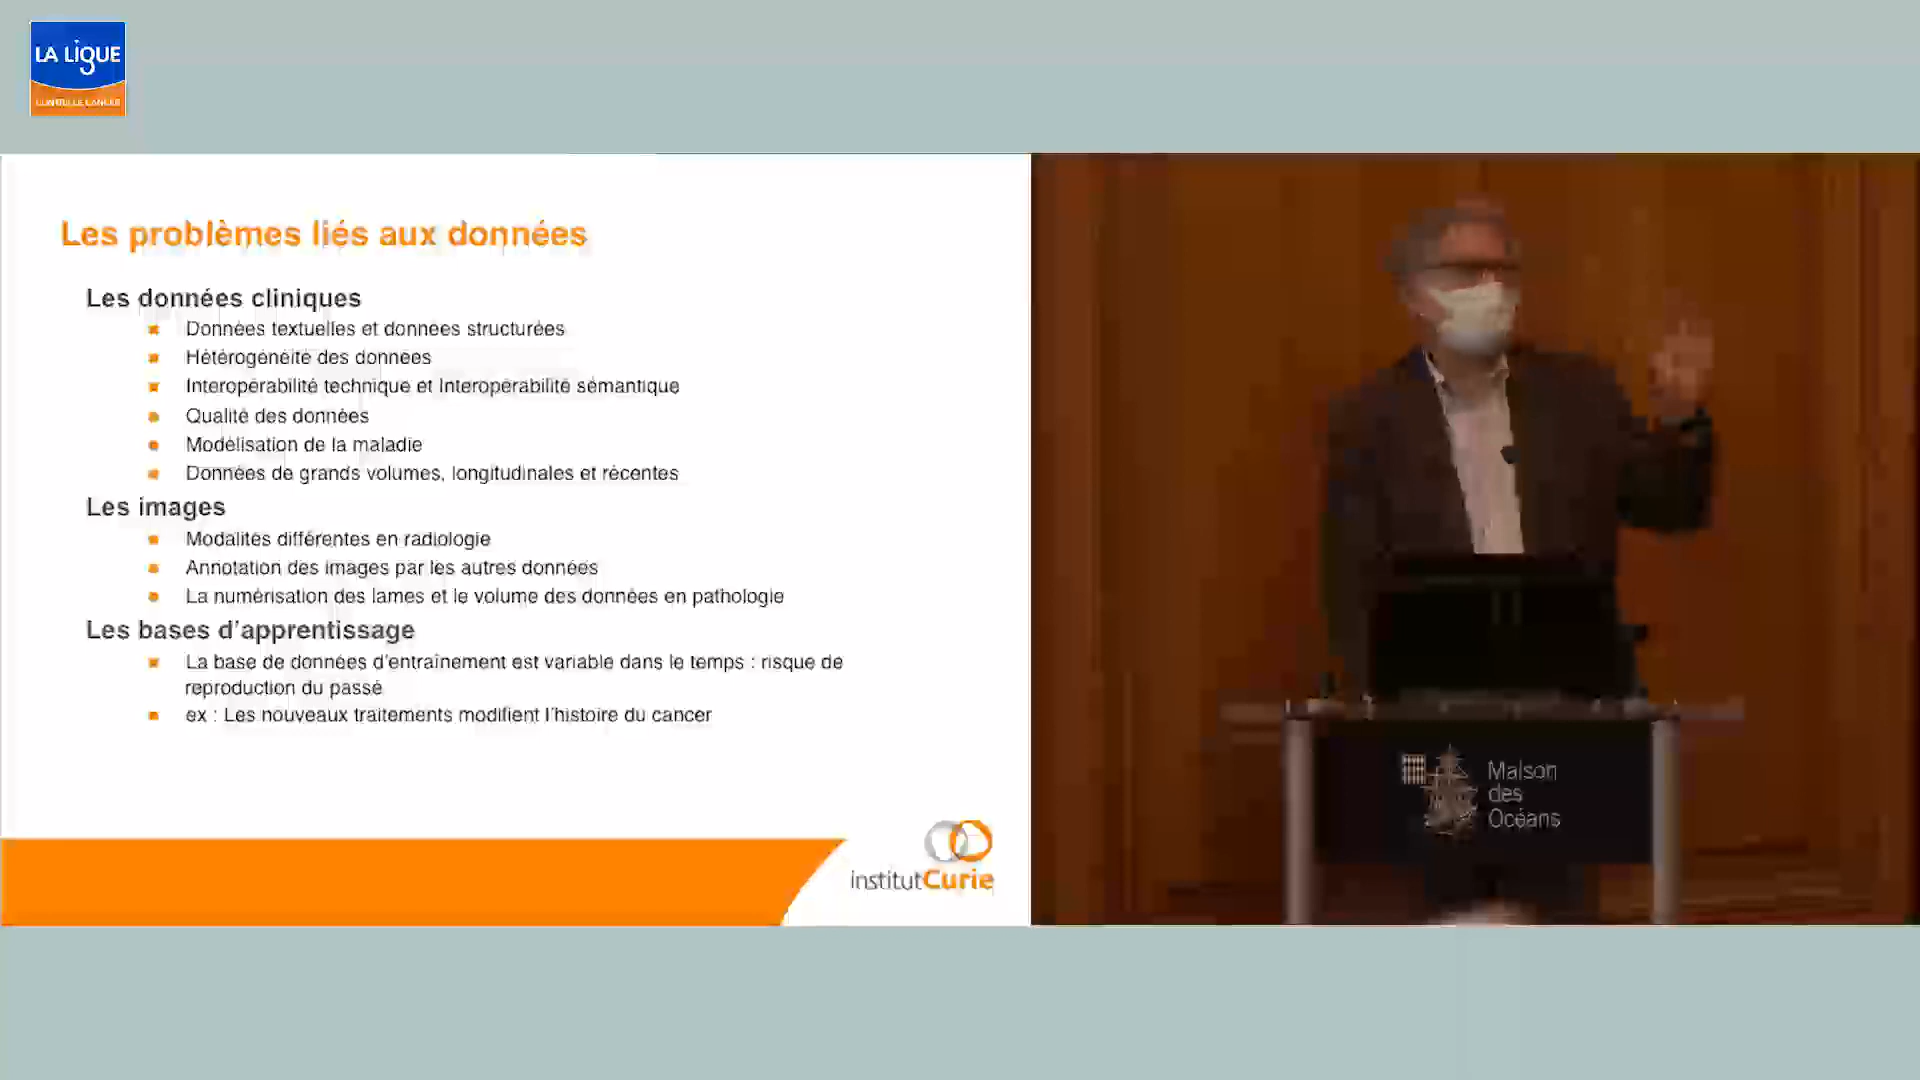 LA LIGUE
CONTRE LE CANCER
Les problèmes liés aux données
Les données cliniques
Données textuelles et données structurées
Hétérogénéité des données
Interopérabilité technique et Interopérabilité sémantique
Qualité des données
Modélisation de la maladie
Données de grands volumes, longitudinales et récentes
Les images
Modalités différentes en radiologie
Annotation des images par les autres données
La numérisation des lames et le volume des données en pathologie
Les bases d'apprentissage
La base de données d'entraînement est variable dans le temps : risque de
reproduction du passé
ex : Les nouveaux traitements modifient l'histoire du cancer
institutCurie
Maison
des
Océans